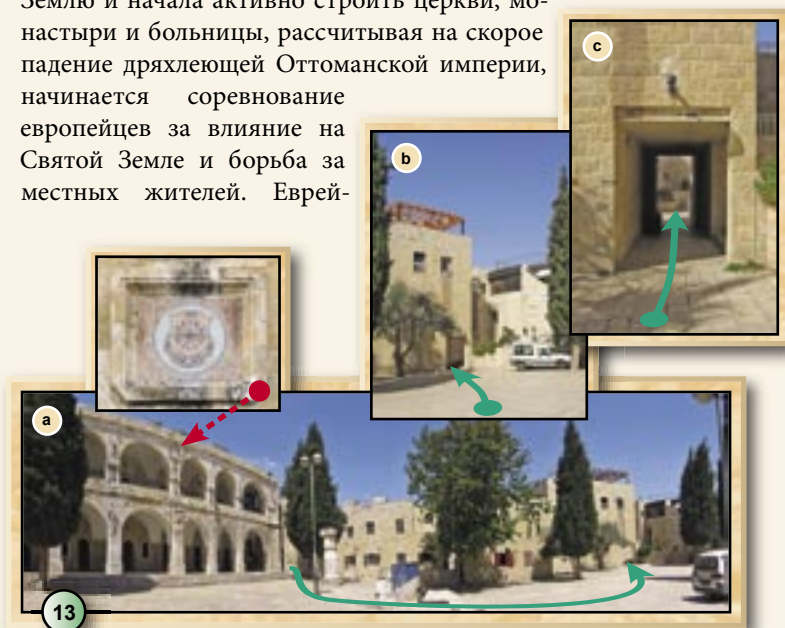 Землю и начала активно строить церкви, мо-
настыри и больницы, рассчитывая на скорое
падение дряхлеющей Оттоманской империи,
начинается соревнование
европейцев за влияние на
Святой Земле и борьба за
местных жителей. Еврей-
c
b
a
13